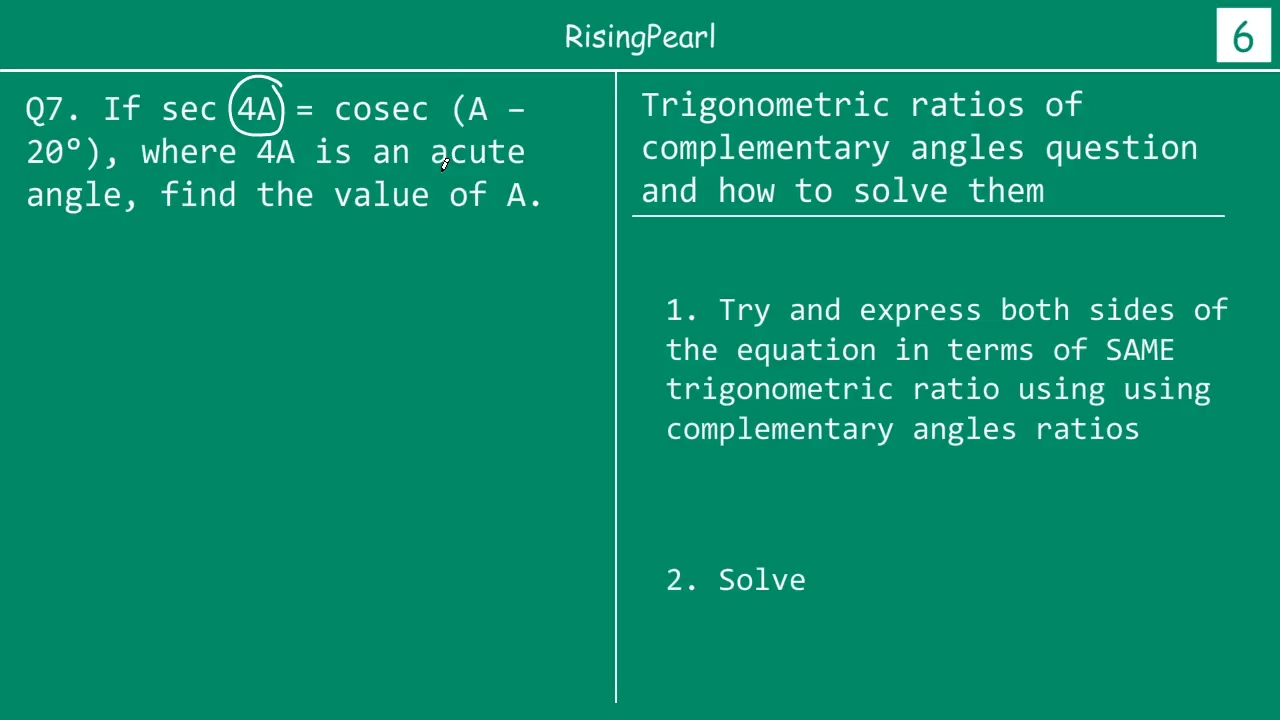 RisingPearl
6
Q7. If sec 4A = cosec (A –
20°), where 4A is an acute
angle, find the value of A.
Trigonometric ratios of
complementary angles question
and how to solve them
1. Try and express both sides of
the equation in terms of SAME
trigonometric ratio using using
complementary angles ratios
2. Solve